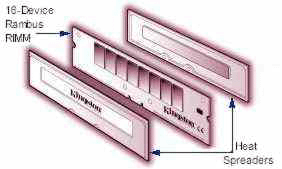 16-Device
Rambus
RIMM
Kingston
Kingston
Heat
Spreaders